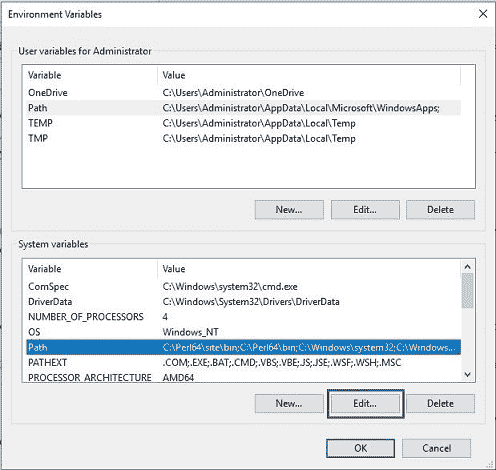 Environment Variables
User variables for Administrator
Variable Value
OneDrive C:\Users\Administrator\OneDrive
Path C:\Users\Administrator\AppData\Local\Microsoft\WindowsApps;
TEMP C:\Users\Administrator\AppData\Local\Temp
TMP C:\Users\Administrator\AppData\Local\Temp
New... Edit... Delete
System variables
Variable Value
ComSpec C:\Windows\system32\cmd.exe
DriverData C:\Windows\System32\Drivers\DriverData
NUMBER_OF_PROCESSORS 4
OS Windows_NT
Path C:\Perl64\site\bin;C:\Perl64\bin;C:\Windows\system32;C:\Windows...
PATHEXT .COM;.EXE;.BAT;.CMD;.VBS;.VBE;.JS;.JSE;.WSF;.WSH;.MSC
PROCESSOR_ARCHITECTURE AMD64
New... Edit... Delete
OK Cancel